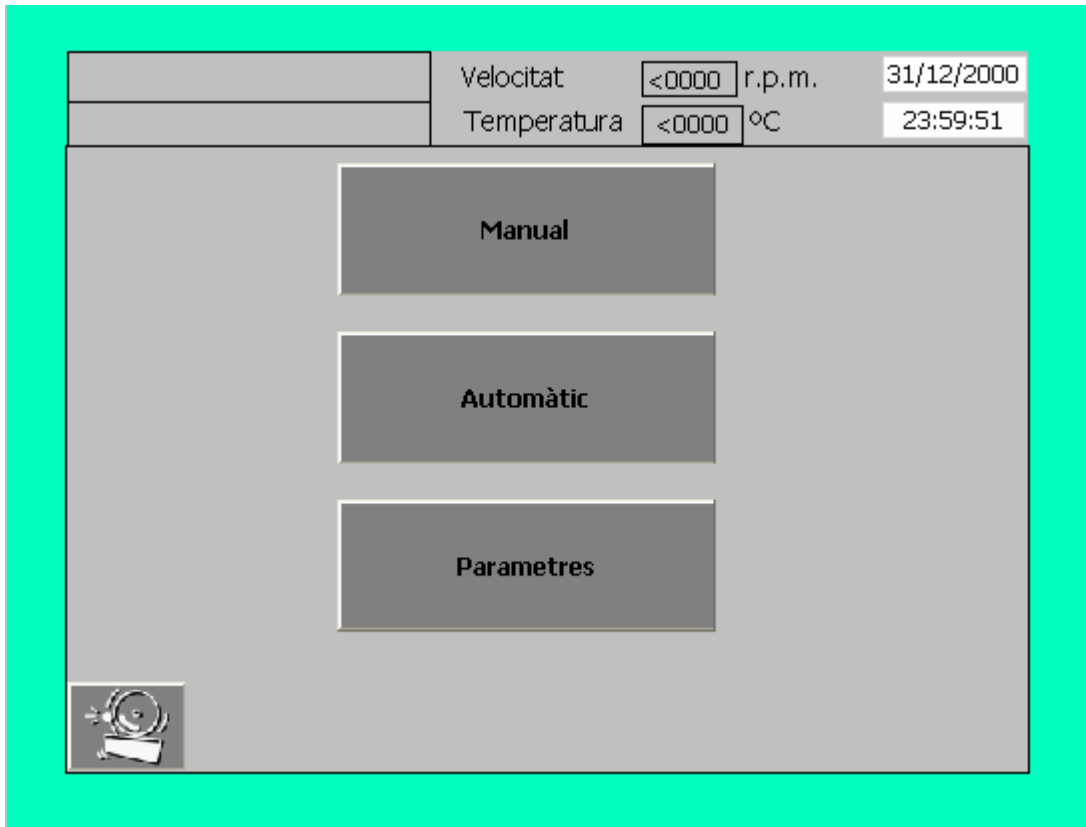 Velocitat <0000 r.p.m. 31/12/2000
Temperatura <0000 ºC 23:59:51
Manual
Automàtic
Parametres